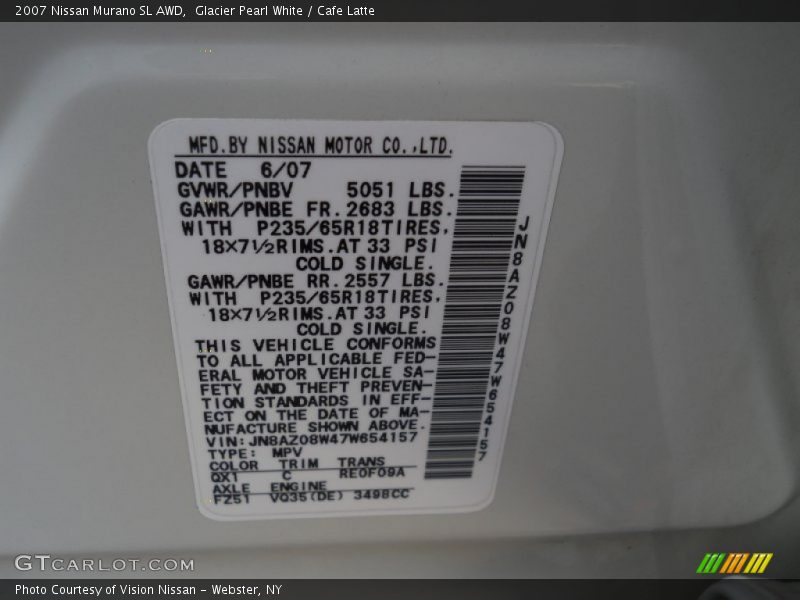 2007 Nissan Murano SL AWD,  Glacier Pearl White / Cafe Latte
MFD.BY NISSAN MOTOR CO.,LTD.
DATE 6/07
GVWR/PNBV 5051 LBS.
GAWR/PNBE FR. 2683 LBS.
WITH P235/65R18TIRES,
18×7½RIMS.AT 33 PSI
COLD SINGLE.
GAWR/PNBE RR. 2557 LBS.
WITH P235/65R18TIRES,
18×7½RIMS.AT 33 PSI
COLD SINGLE.
THIS VEHICLE CONFORMS
TO ALL APPLICABLE FED-
ERAL MOTOR VEHICLE SA-
FETY AND THEFT PREVEN-
TION STANDARDS IN EFF-
ECT ON THE DATE OF MA-
NUFACTURE SHOWN ABOVE.
VIN:JN8AZ08W47W654157
TYPE: MPV
COLOR TRIM TRANS
QX1 C RE0F09A
AXLE ENGINE
FZ51 VQ35(DE) 3498CC
JN8AZ08W47W654157
GTCARLOT.COM
Photo Courtesy of Vision Nissan - Webster, NY